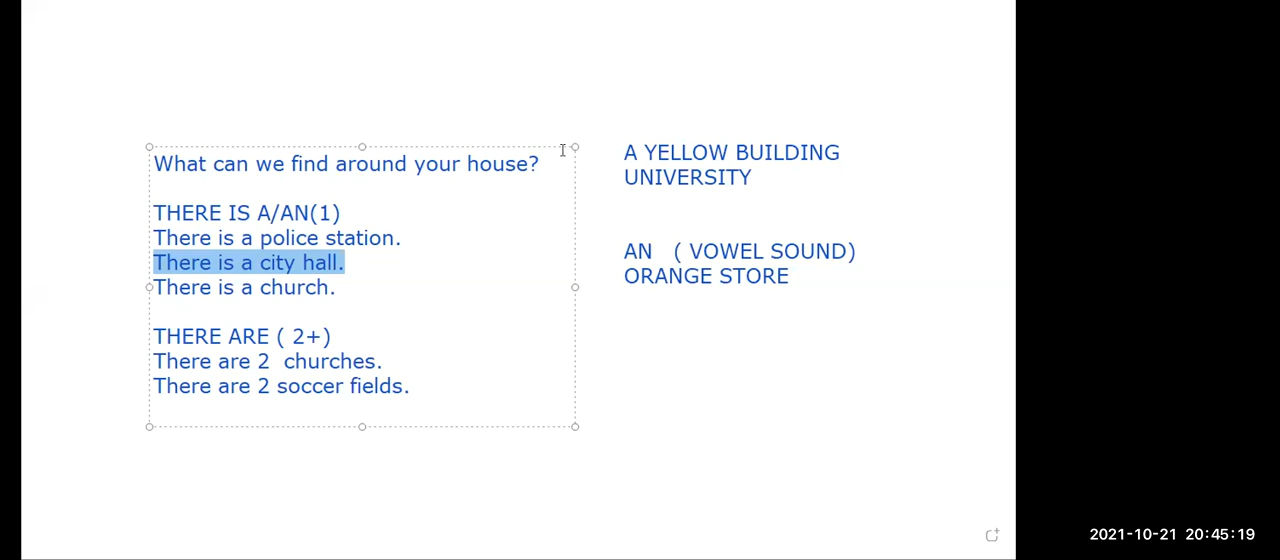 What can we find around your house?
THERE IS A/AN(1)
There is a police station.
There is a city hall.
There is a church.
THERE ARE ( 2+)
There are 2  churches.
There are 2 soccer fields.
A YELLOW BUILDING
UNIVERSITY
AN   ( VOWEL SOUND)
ORANGE STORE
2021-10-21  20:45:19